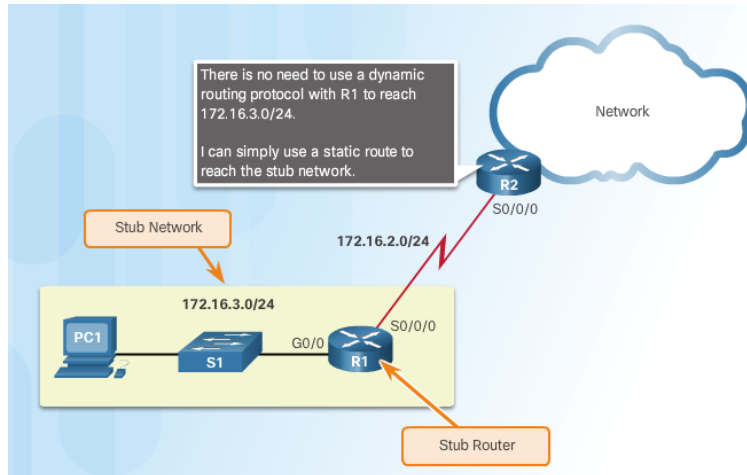 There is no need to use a dynamic
routing protocol with R1 to reach
172.16.3.0/24.
I can simply use a static route to
reach the stub network.
Network
R2
S0/0/0
Stub Network
172.16.2.0/24
172.16.3.0/24
S0/0/0
PC1
G0/0
S1
R1
Stub Router